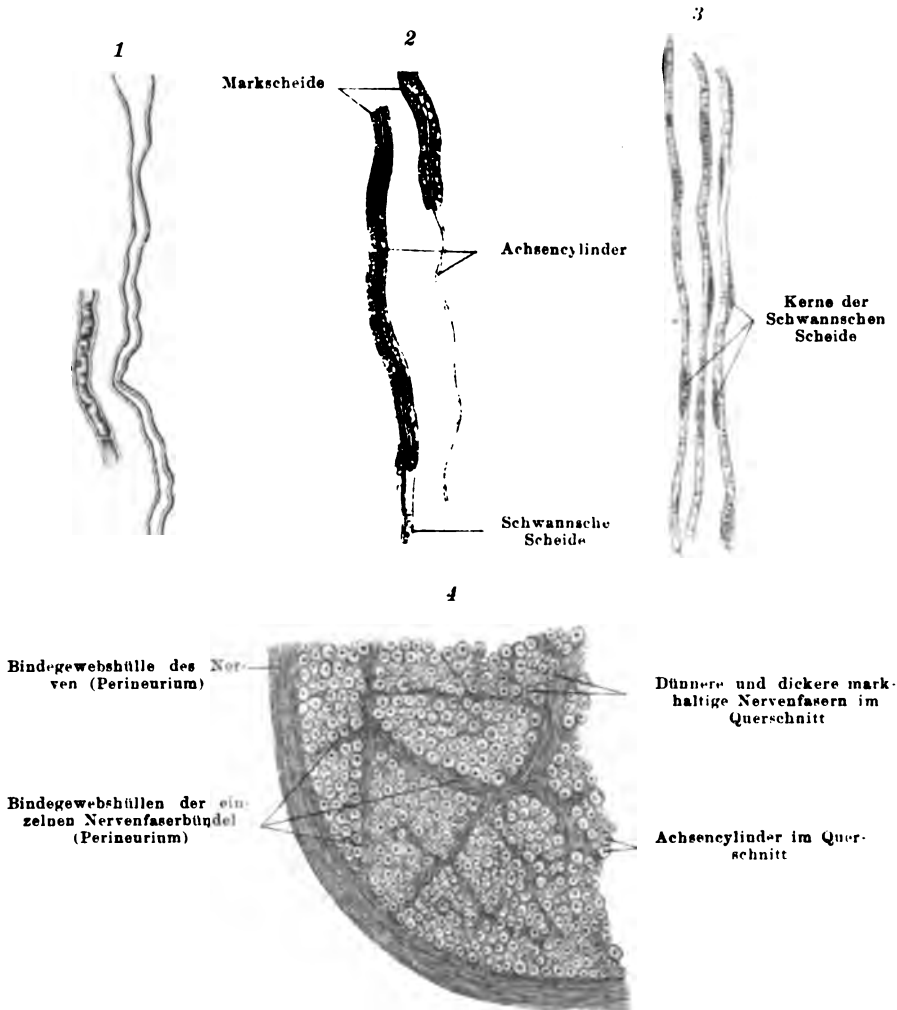 1
2
3
Markscheide
Achsencylinder
Kerne der
Schwannschen
Scheide
Schwannsche
Scheide
4
Bindegewebshülle des Ner-
ven (Perineurium)
Dünnere und dickere mark-
haltige Nervenfasern im
Querschnitt
Bindegewebshüllen der ein-
zelnen Nervenfaserbündel
(Perineurium)
Achsencylinder im Quer-
schnitt